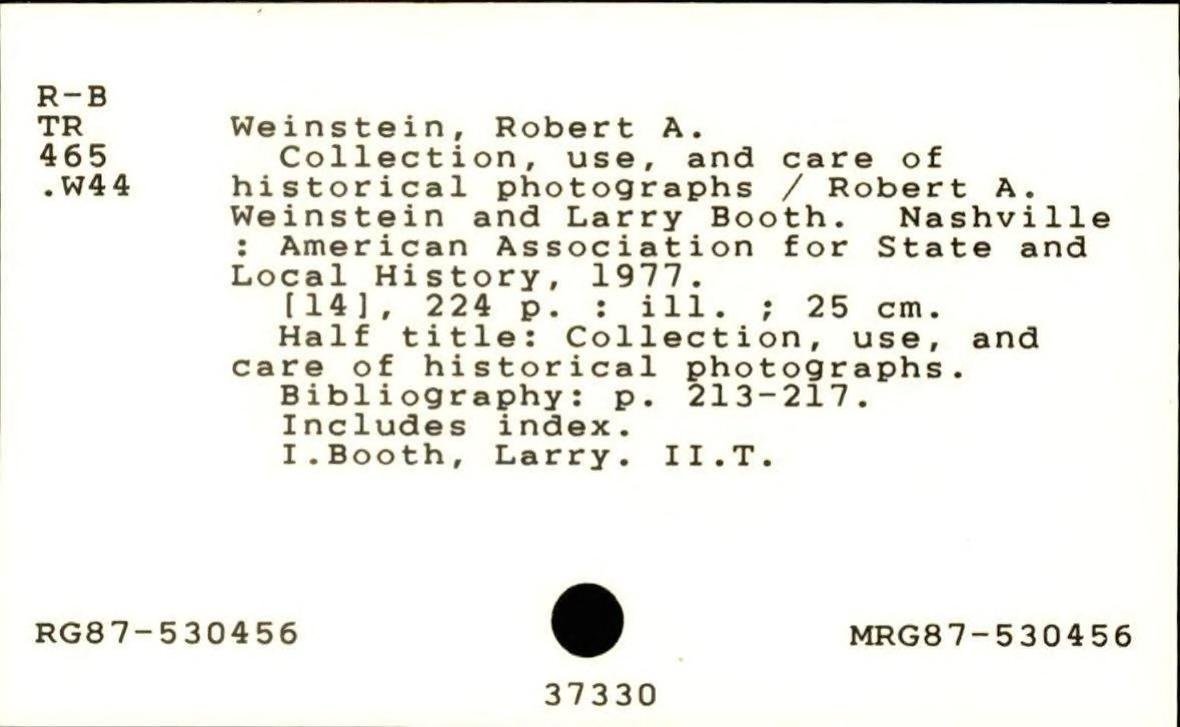 R-B
TR Weinstein, Robert A.
465 Collection, use, and care of
.W44 historical photographs / Robert A.
Weinstein and Larry Booth. Nashville
: American Association for State and
Local History, 1977.
[14], 224 p. : ill. ; 25 cm.
Half title: Collection, use, and
care of historical photographs.
Bibliography: p. 213-217.
Includes index.
I.Booth, Larry. II.T.
RG87-530456 MRG87-530456
37330